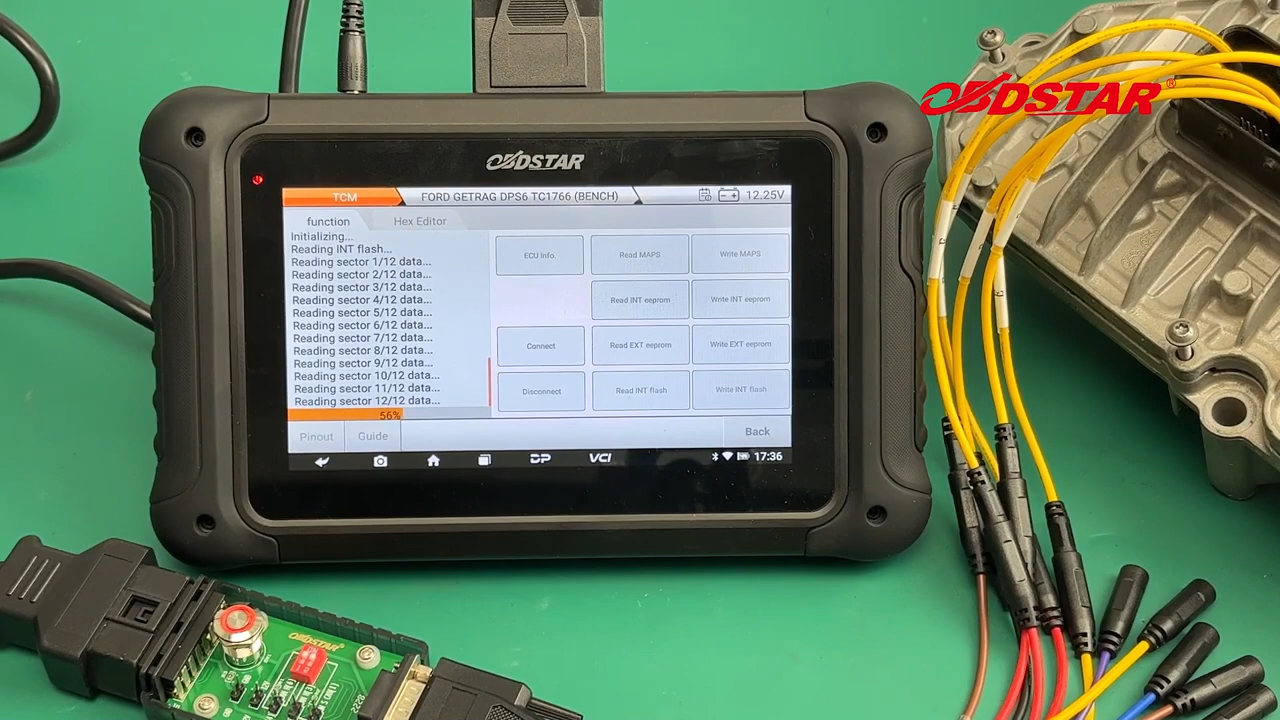 OBDSTAR®
OBDSTAR
TCM
FORD GETRAG DPS6 TC1766 (BENCH)
12.25V
function
Hex Editor
Initializing...
Reading INT flash...
Reading sector 1/12 data...
Reading sector 2/12 data...
Reading sector 3/12 data...
Reading sector 4/12 data...
Reading sector 5/12 data...
Reading sector 6/12 data...
Reading sector 7/12 data...
Reading sector 8/12 data...
Reading sector 9/12 data...
Reading sector 10/12 data...
Reading sector 11/12 data...
Reading sector 12/12 data...
56%
ECU Info.
Read MAPS
Write MAPS
Read INT eeprom
Write INT eeprom
Connect
Read EXT eeprom
Write EXT eeprom
Disconnect
Read INT flash
Write INT flash
Pinout
Guide
Back
DP
VCI
17:36
OBDSTAR